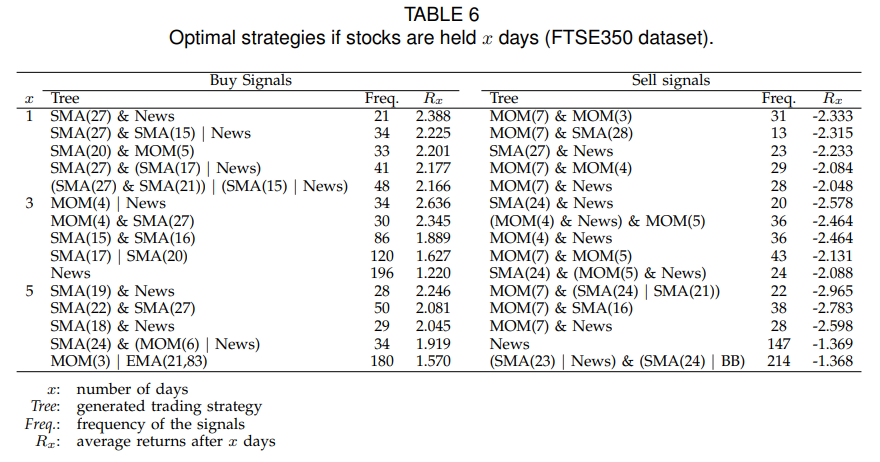 TABLE 6
Optimal strategies if stocks are held x days (FTSE350 dataset).
Buy Signals Sell signals
x Tree Freq. Rx Tree Freq. Rx
1 SMA(27) & News 21 2.388 MOM(7) & MOM(3) 31 -2.333
SMA(27) & SMA(15) | News 34 2.225 MOM(7) & SMA(28) 13 -2.315
SMA(20) & MOM(5) 33 2.201 SMA(27) & News 23 -2.233
SMA(27) & (SMA(17) | News) 41 2.177 MOM(7) & MOM(4) 29 -2.084
(SMA(27) & SMA(21)) | (SMA(15) | News) 48 2.166 MOM(7) & News 28 -2.048
3 MOM(4) | News 34 2.636 SMA(24) & News 20 -2.578
MOM(4) & SMA(27) 30 2.345 (MOM(4) & News) & MOM(5) 36 -2.464
SMA(15) & SMA(16) 86 1.889 MOM(4) & News 36 -2.464
SMA(17) | SMA(20) 120 1.627 MOM(7) & MOM(5) 43 -2.131
News 196 1.220 SMA(24) & (MOM(5) & News) 24 -2.088
5 SMA(19) & News 28 2.246 MOM(7) & (SMA(24) | SMA(21)) 22 -2.965
SMA(22) & SMA(27) 50 2.081 MOM(7) & SMA(16) 38 -2.783
SMA(18) & News 29 2.045 MOM(7) & News 28 -2.598
SMA(24) & (MOM(6) | News) 34 1.919 News 147 -1.369
MOM(3) | EMA(21,83) 180 1.570 (SMA(23) | News) & (SMA(24) | BB) 214 -1.368
x: number of days
Tree: generated trading strategy
Freq.: frequency of the signals
Rx: average returns after x days